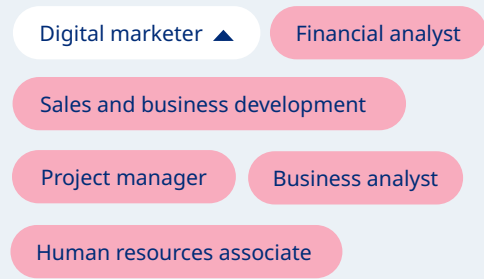 Digital marketer
Financial analyst
Sales and business development
Project manager
Business analyst
Human resources associate